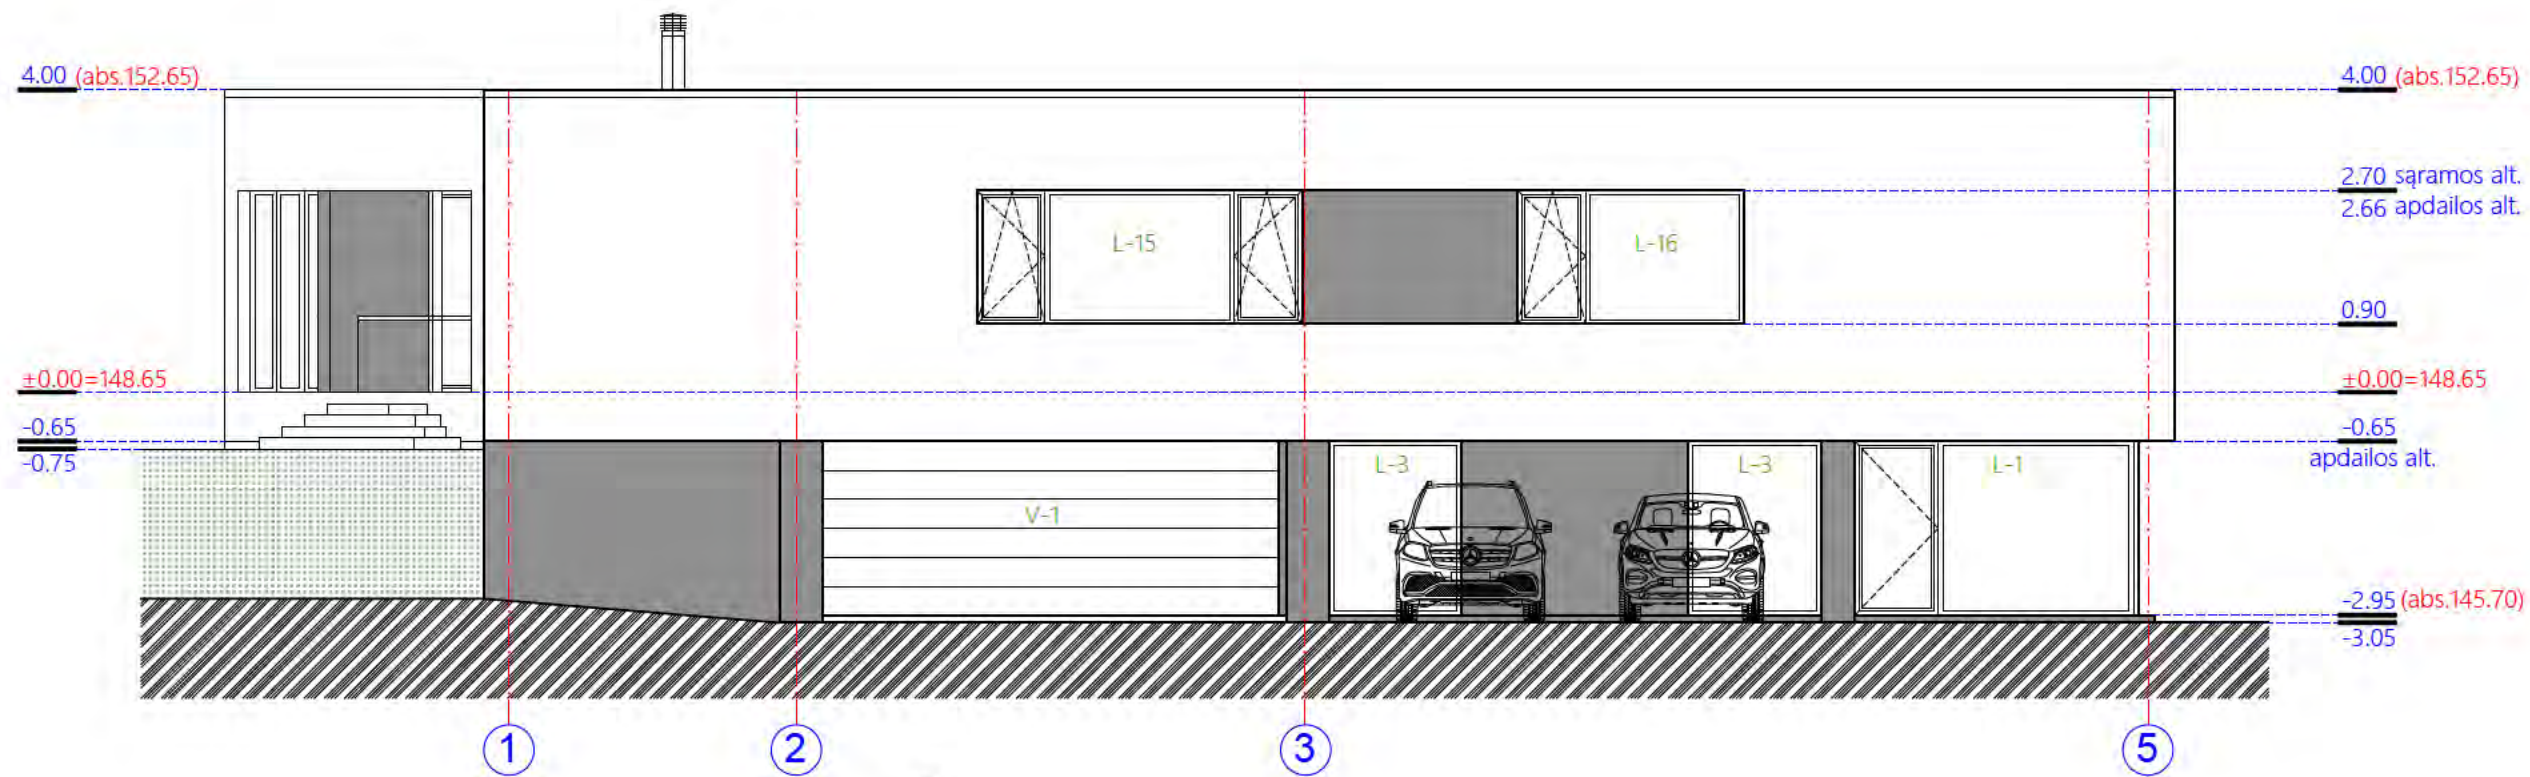 4.00 (abs.152.65)
4.00 (abs.152.65)
2.70 sąramos alt.
2.66 apdailos alt.
L-15
L-16
0.90
±0.00=148.65
±0.00=148.65
-0.65
-0.65
-0.75
apdailos alt.
L-3
L-3
L-1
V-1
-2.95 (abs.145.70)
-3.05
1
2
3
5